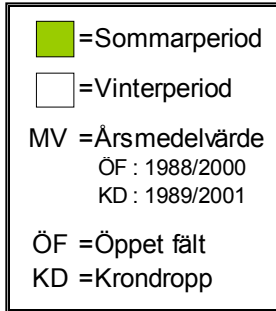 =Sommarperiod
=Vinterperiod
MV =Årsmedelvärde
ÖF : 1988/2000
KD : 1989/2001
ÖF =Öppet fält
KD =Krondropp